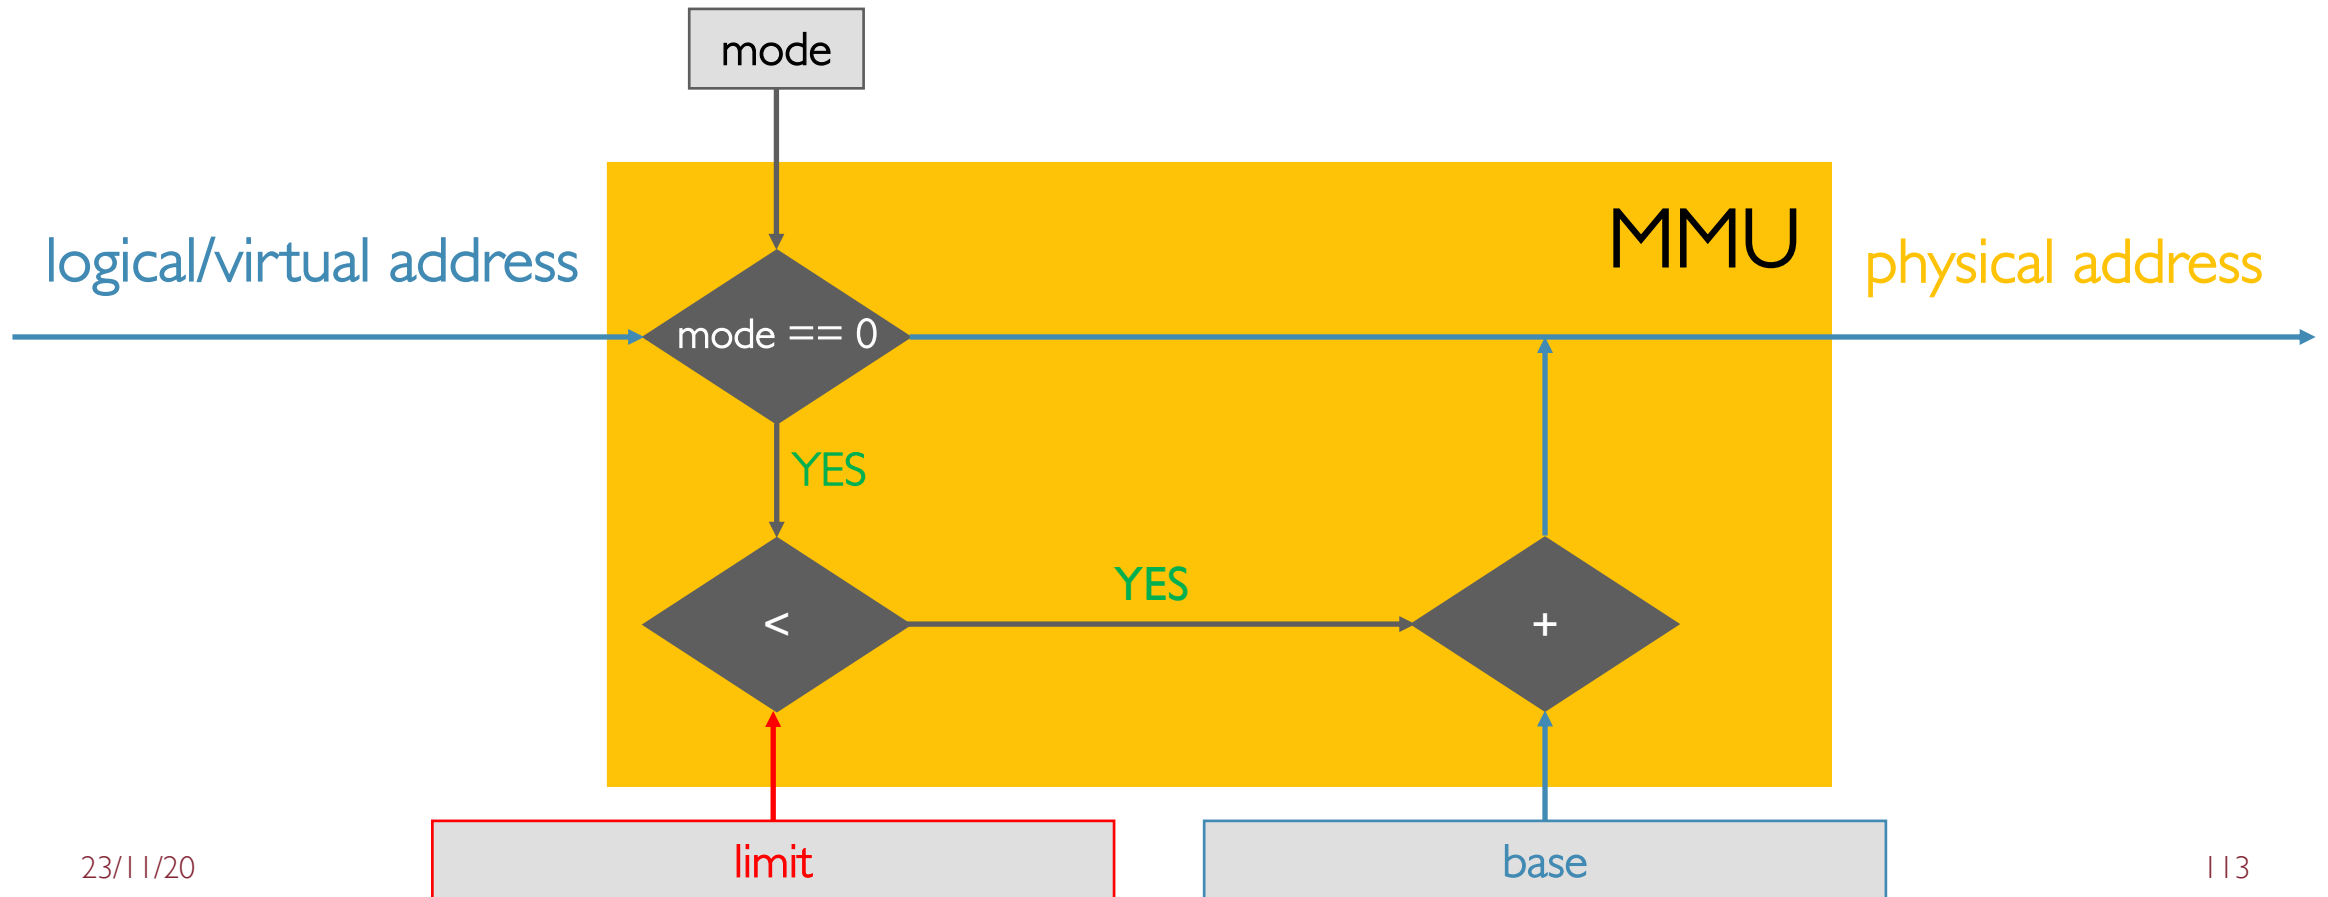 mode
MMU
logical/virtual address
physical address
mode == 0
YES
YES
<
+
limit
base
23/11/20
113